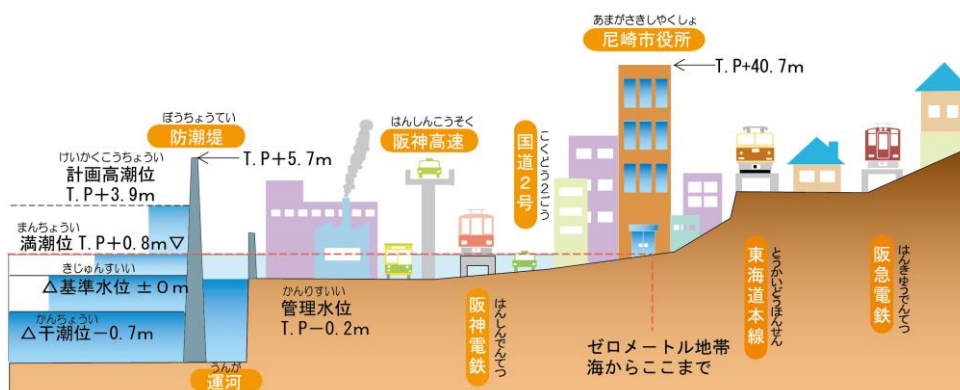 あまがさきしやくしょ
尼崎市役所
T.P+40.7m
ぼうちょうてい
防潮堤
T.P+5.7m
けいかくこうちょうい
計画高潮位
T.P+3.9m
はんしんこうそく
阪神高速
こくどう2ごう
国道2号
まんちょうい
満潮位 T.P+0.8m▽
きじゅんすいい
△基準水位 ±0m
かんちょうい
△干潮位-0.7m
うんが
運河
かんりすいい
管理水位
T.P-0.2m
はんしんでんてつ
阪神電鉄
ゼロメートル地帯
海からここまで
とうかいどうほんせん
東海道本線
はんきゅうでんてつ
阪急電鉄